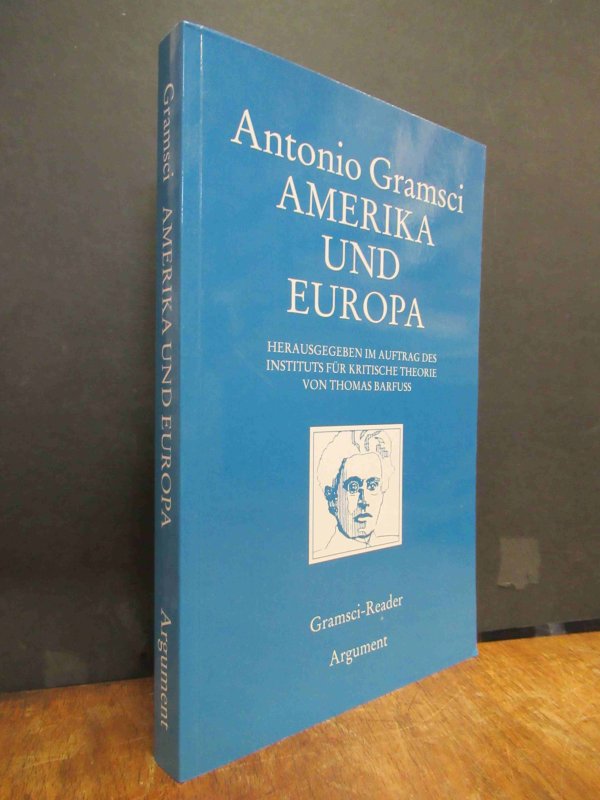 Antonio Gramsci
AMERIKA
UND
EUROPA
HERAUSGEGEBEN IM AUFTRAG DES
INSTITUTS FÜR KRITISCHE THEORIE
VON THOMAS BARFUSS
Gramsci-Reader
Argument
Gramsci AMERIKA UND EUROPA Argument